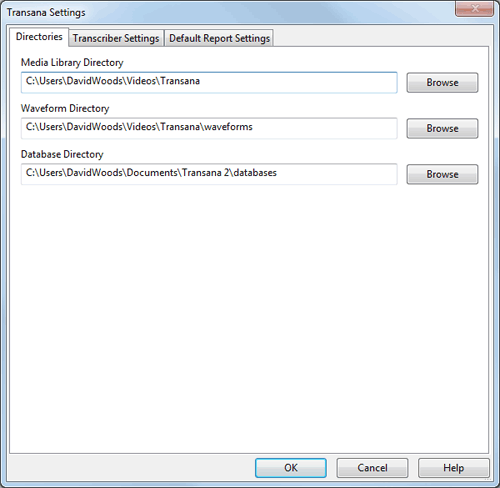 Transana Settings
Directories Transcriber Settings Default Report Settings
Media Library Directory
C:\Users\DavidWoods\Videos\Transana Browse
Waveform Directory
C:\Users\DavidWoods\Videos\Transana\waveforms Browse
Database Directory
C:\Users\DavidWoods\Documents\Transana 2\databases Browse
OK Cancel Help